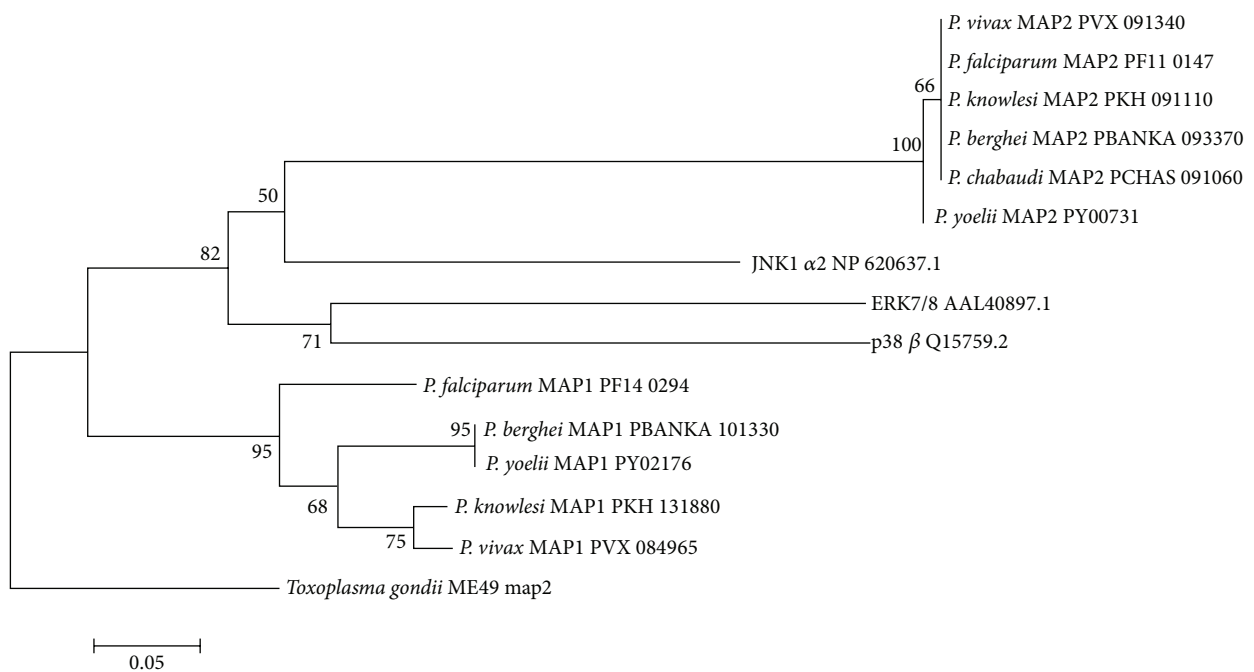 P. vivax MAP2 PVX 091340
P. falciparum MAP2 PF11 0147
66
P. knowlesi MAP2 PKH 091110
P. berghei MAP2 PBANKA 093370
100
P. chabaudi MAP2 PCHAS 091060
50
P. yoelii MAP2 PY00731
82
JNK1 α2 NP 620637.1
ERK7/8 AAL40897.1
71
p38 β Q15759.2
P. falciparum MAP1 PF14 0294
95
P. berghei MAP1 PBANKA 101330
95
P. yoelii MAP1 PY02176
68
P. knowlesi MAP1 PKH 131880
75
P. vivax MAP1 PVX 084965
Toxoplasma gondii ME49 map2
0.05